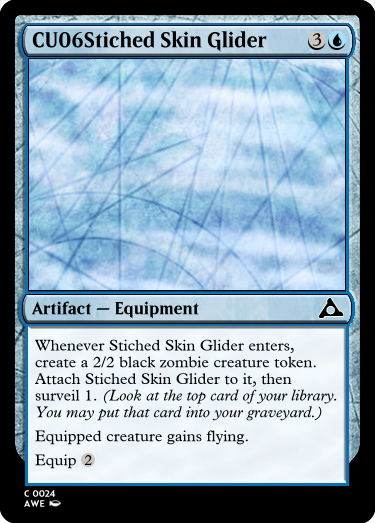 CU06Stiched Skin Glider 3
Artifact — Equipment
Whenever Stiched Skin Glider enters,
create a 2/2 black zombie creature token.
Attach Stiched Skin Glider to it, then
surveil 1. (Look at the top card of your library.
You may put that card into your graveyard.)
Equipped creature gains flying.
Equip 2
C 0024
AWE